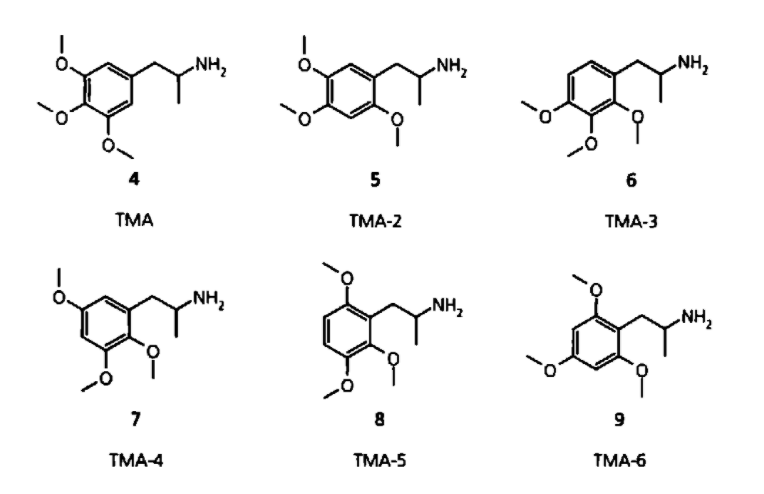 O NH₂
O
O
4
TMA
O NH₂
O O
5
TMA-2
NH₂
O O
O
6
TMA-3
O NH₂
O
O
7
TMA-4
O NH₂
O
O
8
TMA-5
O NH₂
O O
9
TMA-6